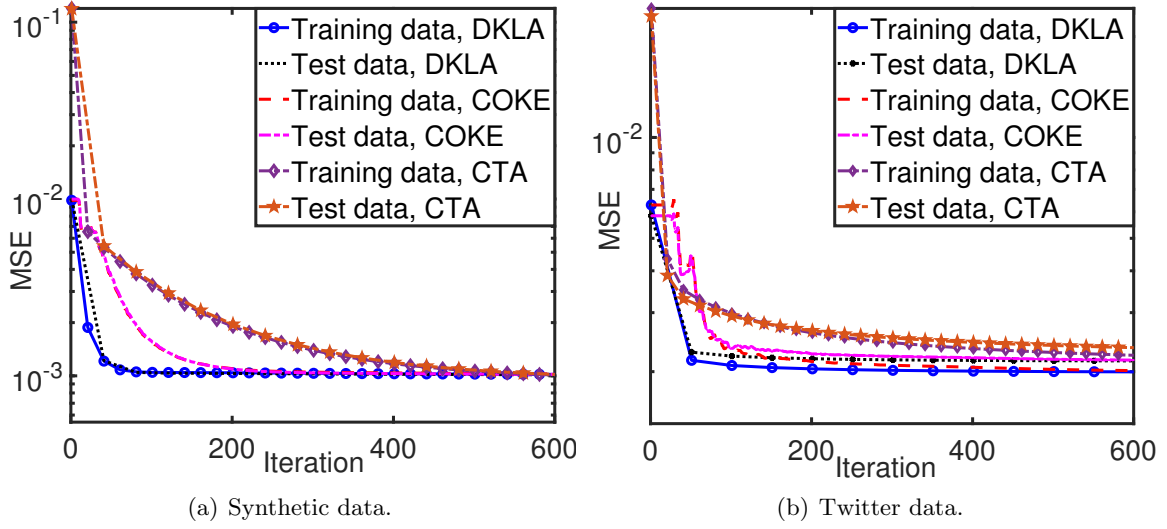 10^-1
10^-2
10^-3
MSE
0
200
400
600
Iteration
Training data, DKLA
Test data, DKLA
Training data, COKE
Test data, COKE
Training data, CTA
Test data, CTA
(a) Synthetic data.
10^-2
MSE
0
200
400
600
Iteration
Training data, DKLA
Test data, DKLA
Training data, COKE
Test data, COKE
Training data, CTA
Test data, CTA
(b) Twitter data.